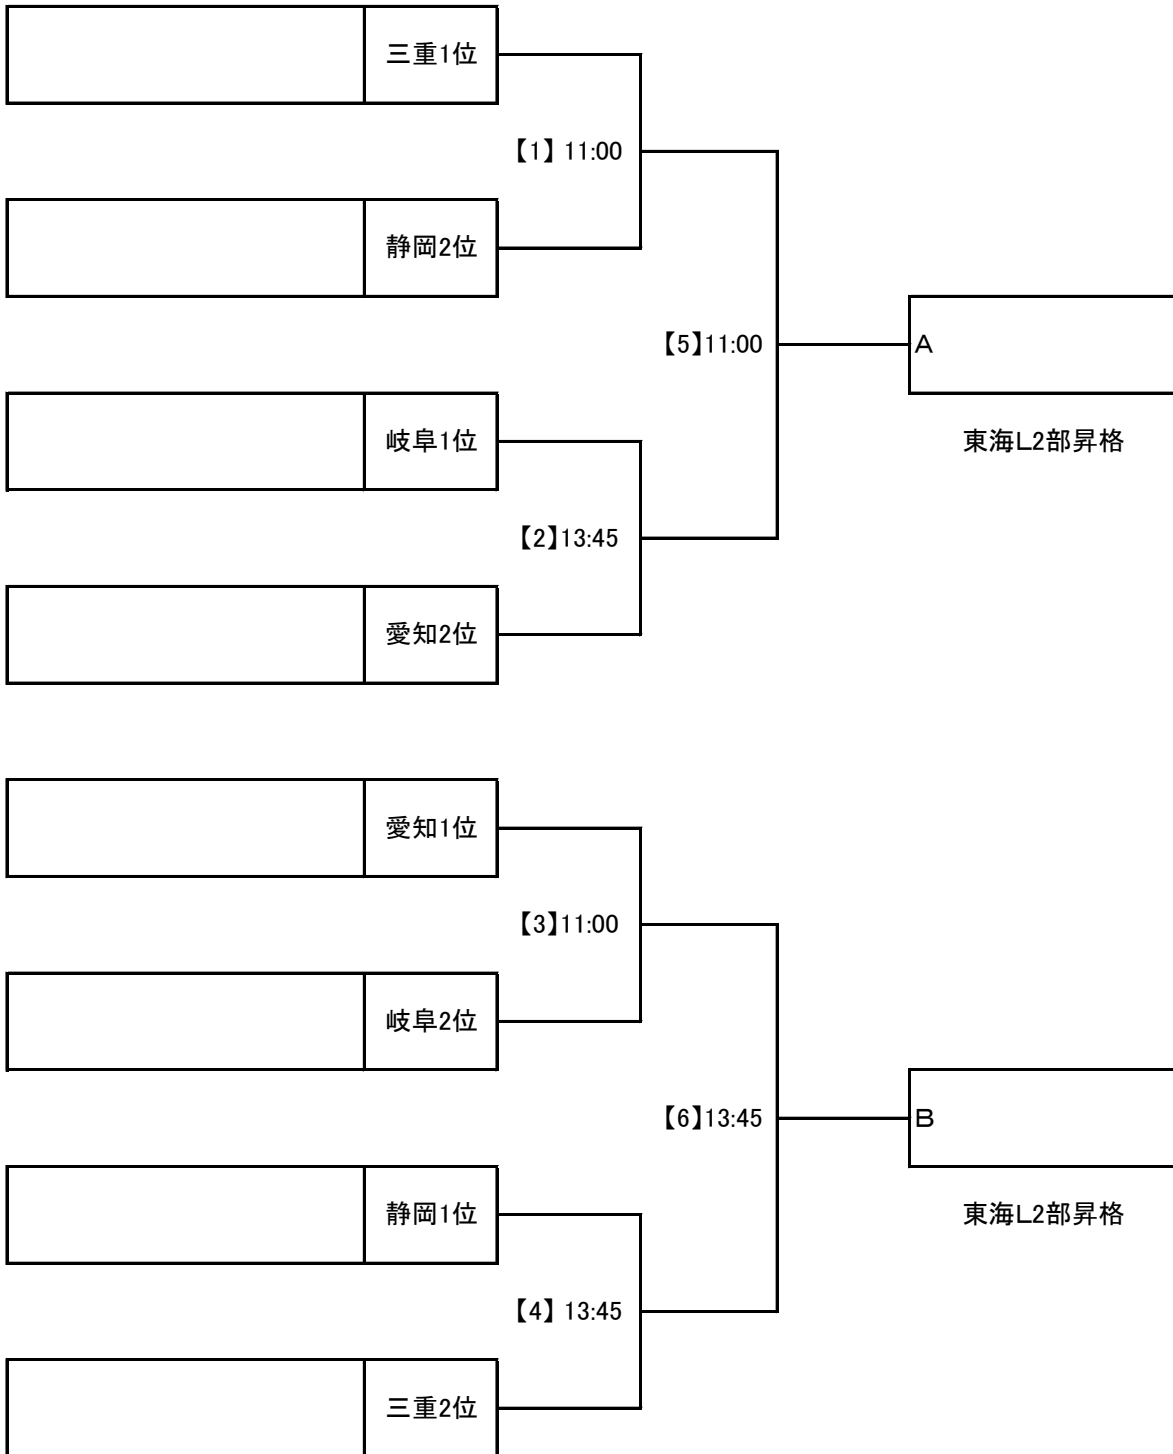 三重1位
【1】 11:00
静岡2位
【5】11:00
A
岐阜1位
東海L2部昇格
【2】13:45
愛知2位
愛知1位
【3】11:00
岐阜2位
【6】13:45
B
静岡1位
東海L2部昇格
【4】 13:45
三重2位